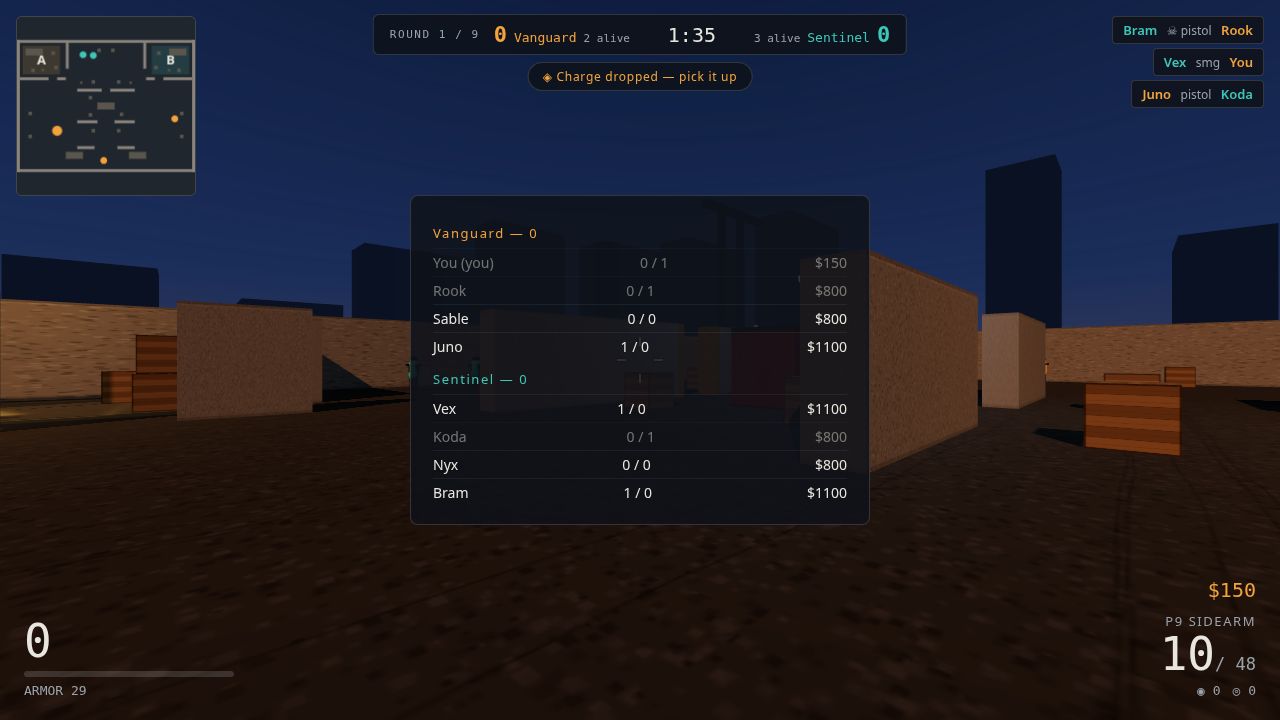 A
B
ROUND 1 / 9 0 Vanguard 2 alive 1:35 3 alive Sentinel 0
◈ Charge dropped — pick it up
Bram ☠ pistol Rook
Vex smg You
Juno pistol Koda
Vanguard — 0
You (you) 0 / 1 $150
Rook 0 / 1 $800
Sable 0 / 0 $800
Juno 1 / 0 $1100
Sentinel — 0
Vex 1 / 0 $1100
Koda 0 / 1 $800
Nyx 0 / 0 $800
Bram 1 / 0 $1100
0
ARMOR 29
$150
P9 SIDEARM
10 / 48
◉ 0 ◎ 0